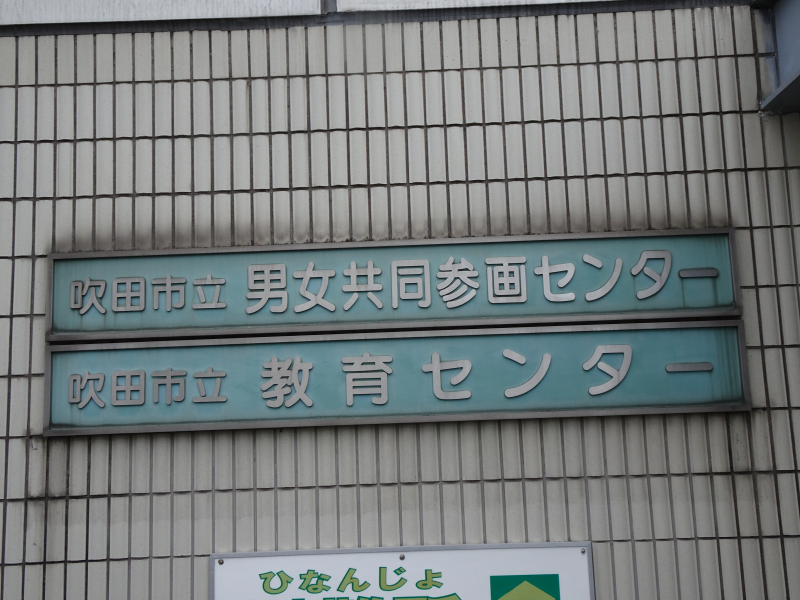 吹田市立 男女共同参画センター
吹田市立 教育センター
ひなんじょ